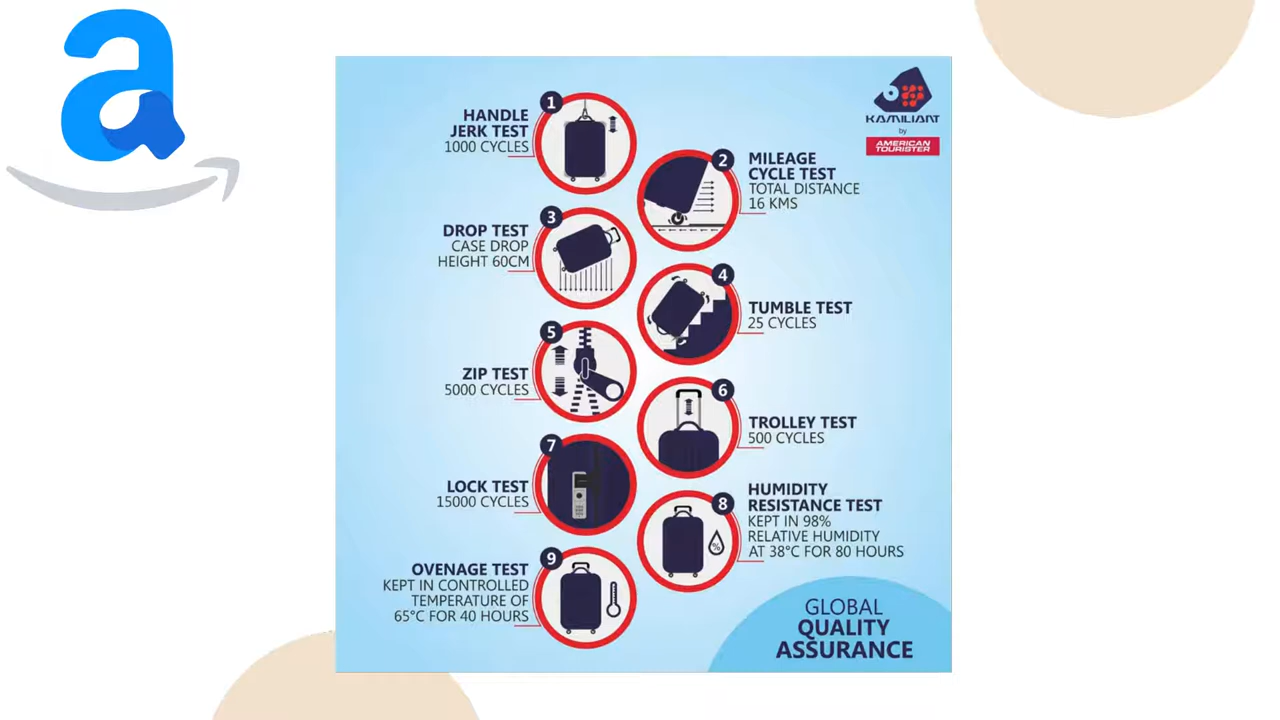 a
1
HANDLE
JERK TEST
1000 CYCLES
KAMILIANT
by
AMERICAN
TOURISTER
2
MILEAGE
CYCLE TEST
TOTAL DISTANCE
16 KMS
3
DROP TEST
CASE DROP
HEIGHT 60CM
4
TUMBLE TEST
25 CYCLES
5
ZIP TEST
5000 CYCLES
6
TROLLEY TEST
500 CYCLES
7
LOCK TEST
15000 CYCLES
8
HUMIDITY
RESISTANCE TEST
KEPT IN 98%
RELATIVE HUMIDITY
AT 38°C FOR 80 HOURS
%
9
OVENAGE TEST
KEPT IN CONTROLLED
TEMPERATURE OF
65°C FOR 40 HOURS
GLOBAL
QUALITY
ASSURANCE